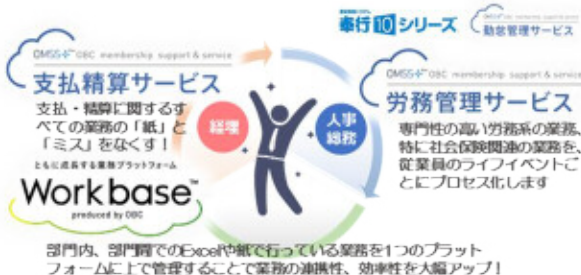 奉行10シリーズ
勤怠管理サービス
OMSS+ OBC membership support & service
支払精算サービス
支払・精算に関するす
べての業務の「紙」と
「ミス」をなくす！
ともに成長する業務プラットフォーム
Workbase™
produced by OBC
経理
人事
総務
OMSS+ OBC membership support & service
労務管理サービス
専門性の高い労務系の業務、
特に社会保険関連の業務を、
従業員のライフイベントご
とにプロセス化します
部門内、部門間でのExcelや紙で行っている業務を1つのプラット
フォームに上で管理することで業務の連携性、効率性を大幅アップ！